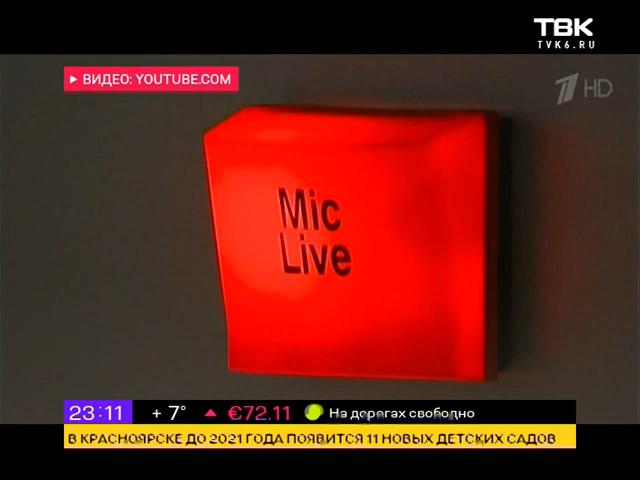 ТВК
TVK6.RU
ВИДЕО: YOUTUBE.COM
1 HD
Mic
Live
23:11 + 7° €72.11 На дорогах свободно
В КРАСНОЯРСКЕ ДО 2021 ГОДА ПОЯВИТСЯ 11 НОВЫХ ДЕТСКИХ САДОВ